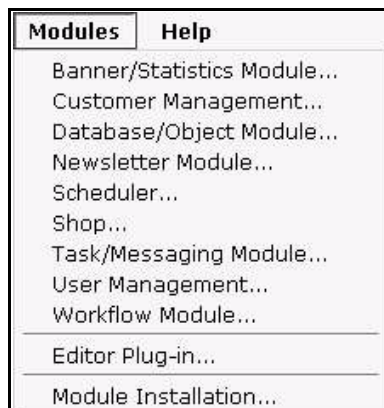 Modules Help
Banner/Statistics Module...
Customer Management...
Database/Object Module...
Newsletter Module...
Scheduler...
Shop...
Task/Messaging Module...
User Management...
Workflow Module...
Editor Plug-in...
Module Installation...